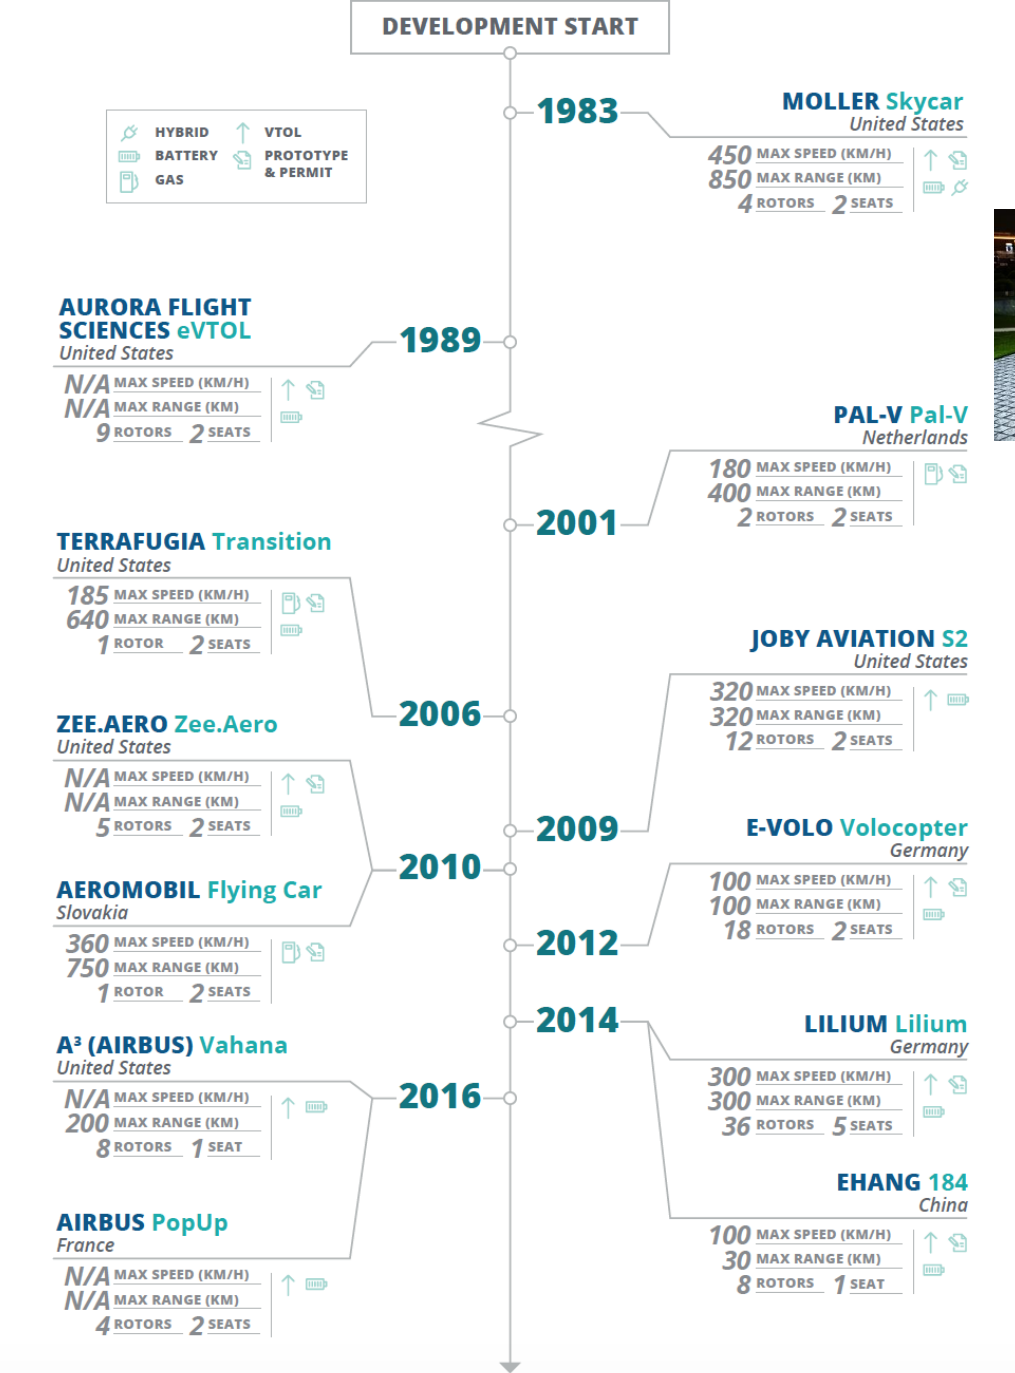 DEVELOPMENT START
1983
MOLLER Skycar
United States
450 MAX SPEED (KM/H)
850 MAX RANGE (KM)
4 ROTORS 2 SEATS
HYBRID VTOL
BATTERY PROTOTYPE
& PERMIT
GAS
AURORA FLIGHT
SCIENCES eVTOL
United States
N/A MAX SPEED (KM/H)
N/A MAX RANGE (KM)
9 ROTORS 2 SEATS
1989
PAL-V Pal-V
Netherlands
180 MAX SPEED (KM/H)
400 MAX RANGE (KM)
2 ROTORS 2 SEATS
2001
TERRAFUGIA Transition
United States
185 MAX SPEED (KM/H)
640 MAX RANGE (KM)
1 ROTOR 2 SEATS
2006
JOBY AVIATION S2
United States
320 MAX SPEED (KM/H)
320 MAX RANGE (KM)
12 ROTORS 2 SEATS
2009
ZEE.AERO Zee.Aero
United States
N/A MAX SPEED (KM/H)
N/A MAX RANGE (KM)
5 ROTORS 2 SEATS
2010
AEROMOBIL Flying Car
Slovakia
360 MAX SPEED (KM/H)
750 MAX RANGE (KM)
1 ROTOR 2 SEATS
E-VOLO Volocopter
Germany
100 MAX SPEED (KM/H)
100 MAX RANGE (KM)
18 ROTORS 2 SEATS
2012
2014
LILIUM Lilium
Germany
300 MAX SPEED (KM/H)
300 MAX RANGE (KM)
36 ROTORS 5 SEATS
A³ (AIRBUS) Vahana
United States
N/A MAX SPEED (KM/H)
200 MAX RANGE (KM)
8 ROTORS 1 SEAT
2016
EHANG 184
China
100 MAX SPEED (KM/H)
30 MAX RANGE (KM)
8 ROTORS 1 SEAT
AIRBUS PopUp
France
N/A MAX SPEED (KM/H)
N/A MAX RANGE (KM)
4 ROTORS 2 SEATS